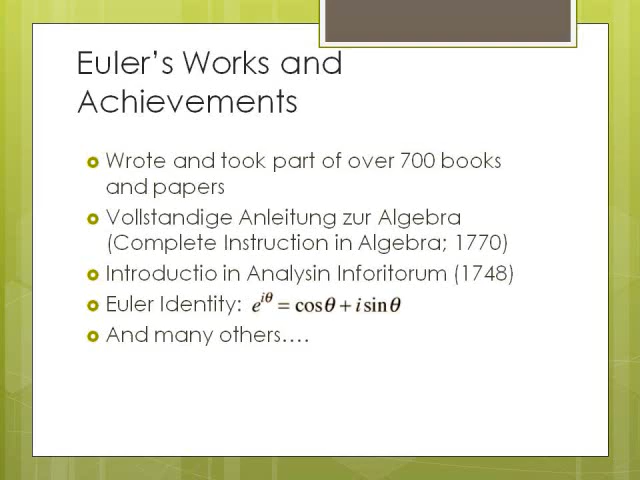 Euler’s Works and
Achievements
Wrote and took part of over 700 books
and papers
Vollstandige Anleitung zur Algebra
(Complete Instruction in Algebra; 1770)
Introductio in Analysin Inforitorum (1748)
Euler Identity: e^{iθ} = cosθ + i sinθ
And many others….